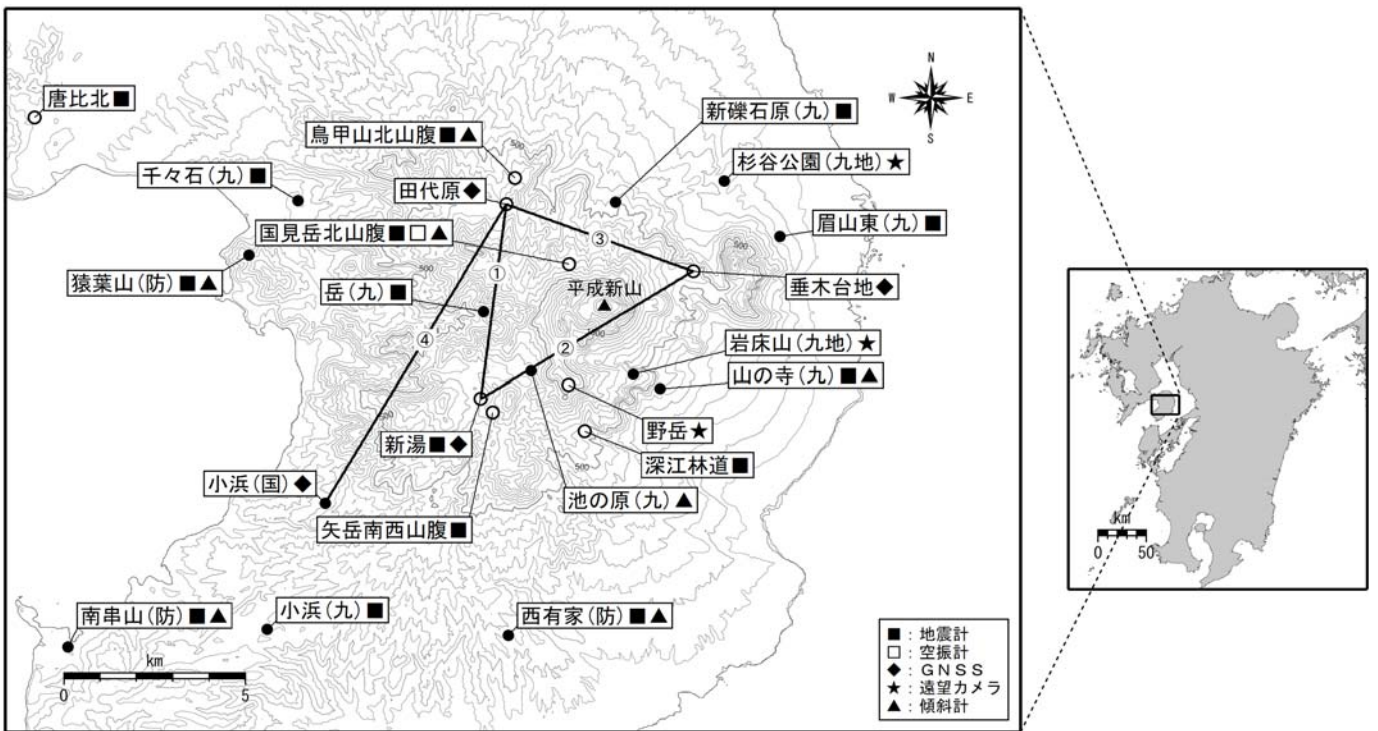 唐比北■
鳥甲山北山腹■▲
新礫石原(九)■
N
W E
S
杉谷公園(九地)★
千々石(九)■
田代原◆
眉山東(九)■
国見岳北山腹■□▲
③
①
猿葉山(防)■▲
岳(九)■
平成新山
▲
垂木台地◆
④
②
岩床山(九地)★
山の寺(九)■▲
新湯■◆
野岳★
深江林道■
小浜(国)◆
池の原(九)▲
矢岳南西山腹■
南串山(防)■▲
小浜(九)■
西有家(防)■▲
km
0 5
■:地震計
□:空振計
◆:GNSS
★:遠望カメラ
▲:傾斜計
500
500
500
500
500
km
0 50